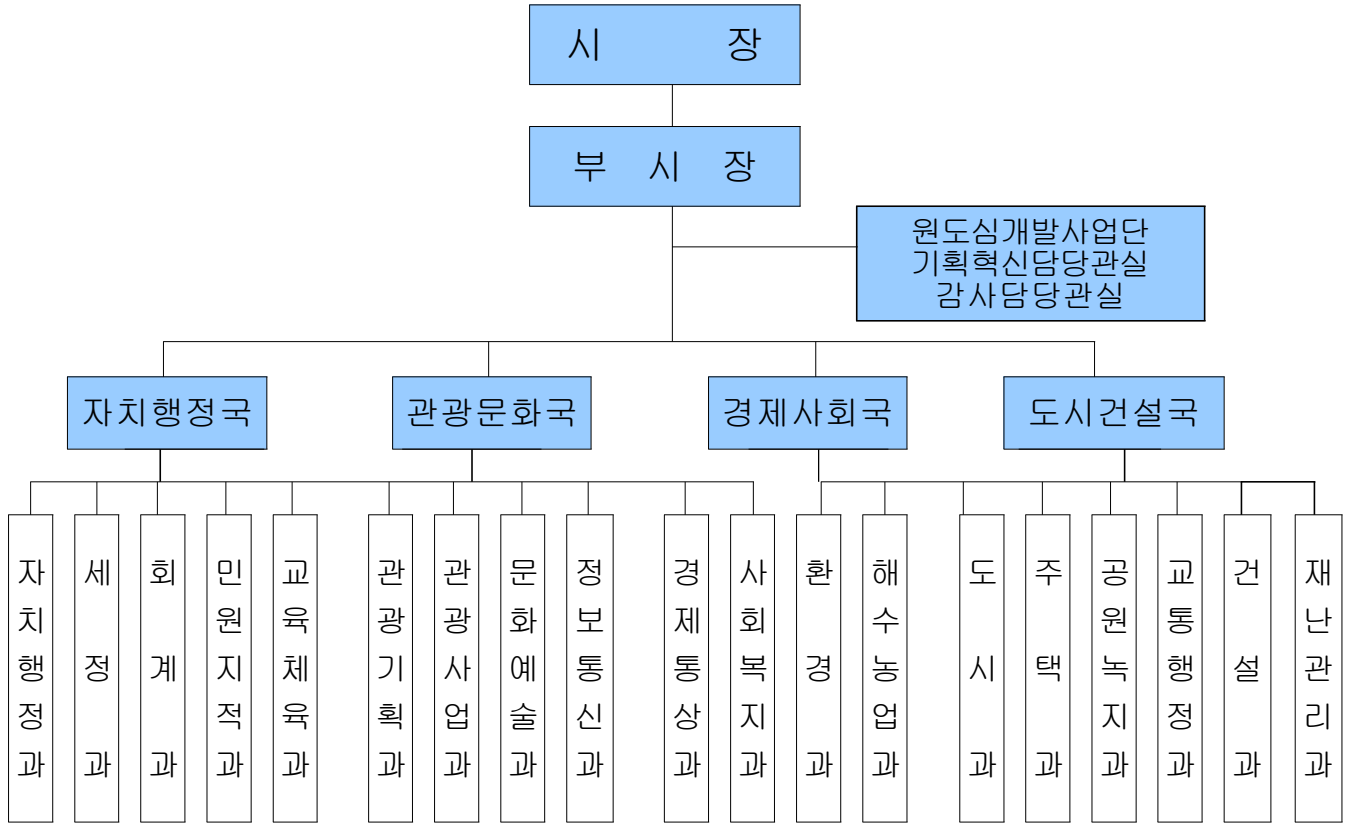 시 장
부 시 장
원도심개발사업단
기획혁신담당관실
감사담당관실
자치행정국
관광문화국
경제사회국
도시건설국
자치행정과
세정과
회계과
민원지적과
교육체육과
관광기획과
관광사업과
문화예술과
정보통신과
경제통상과
사회복지과
환경과
해수농업과
도시과
주택과
공원녹지과
교통행정과
건설과
재난관리과